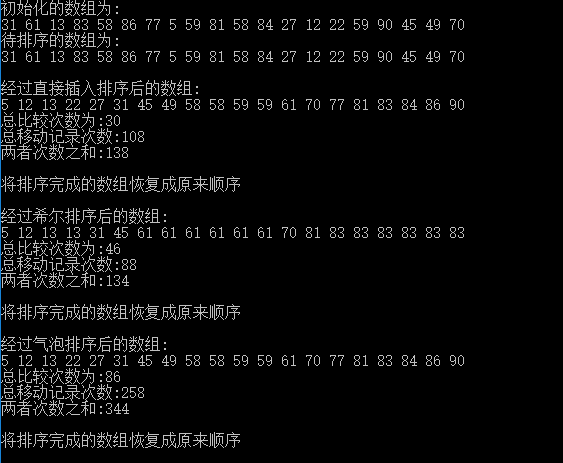 初始化的数组为:
31 61 13 83 58 86 77 5 59 81 58 84 27 12 22 59 90 45 49 70
待排序的数组为:
31 61 13 83 58 86 77 5 59 81 58 84 27 12 22 59 90 45 49 70
经过直接插入排序后的数组:
5 12 13 22 27 31 45 49 58 58 59 59 61 70 77 81 83 84 86 90
总比较次数为:30
总移动记录次数:108
两者次数之和:138
将排序完成的数组恢复成原来顺序
经过希尔排序后的数组:
5 12 13 13 31 45 61 61 61 61 61 61 70 81 83 83 83 83 83 83
总比较次数为:46
总移动记录次数:88
两者次数之和:134
将排序完成的数组恢复成原来顺序
经过气泡排序后的数组:
5 12 13 22 27 31 45 49 58 58 59 59 61 70 77 81 83 84 86 90
总比较次数为:86
总移动记录次数:258
两者次数之和:344
将排序完成的数组恢复成原来顺序